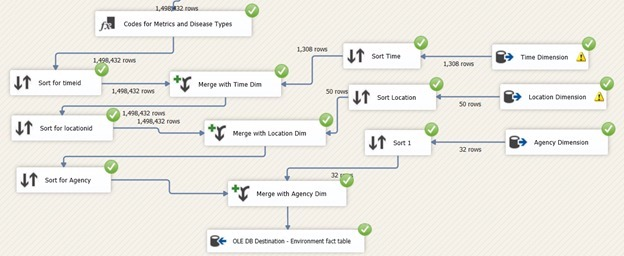 1,498,432 rows
Codes for Metrics and Disease Types
1,498,432 rows
1,308 rows
Sort Time
1,308 rows
Time Dimension
Sort for timeid
1,498,432 rows
Merge with Time Dim
50 rows
Sort Location
50 rows
Location Dimension
1,498,432 rows
Sort for locationid
1,498,432 rows
Merge with Location Dim
Sort 1
32 rows
Agency Dimension
Sort for Agency
32 rows
Merge with Agency Dim
OLE DB Destination - Environment fact table